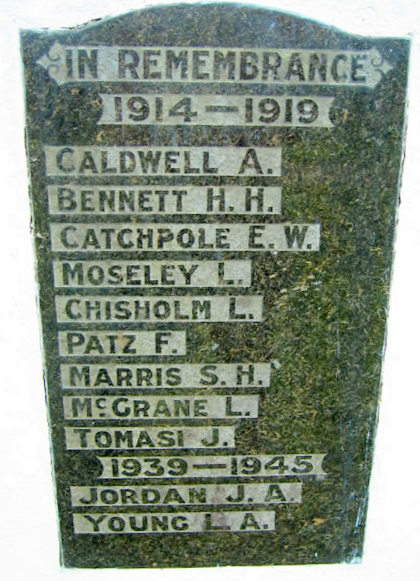 IN REMEMBRANCE
1914—1919
CALDWELL A.
BENNETT H. H.
CATCHPOLE E. W.
MOSELEY L.
CHISHOLM L.
PATZ F.
MARRIS S. H.
McGRANE L.
TOMASI J.
1939—1945
JORDAN J. A.
YOUNG L. A.